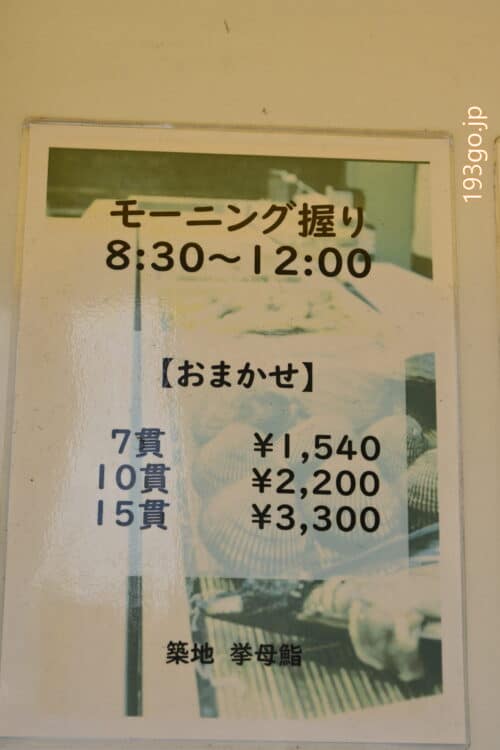 193go.jp
モーニング握り
8:30〜12:00
【おまかせ】
7貫 ¥1,540
10貫 ¥2,200
15貫 ¥3,300
築地 挙母鮨